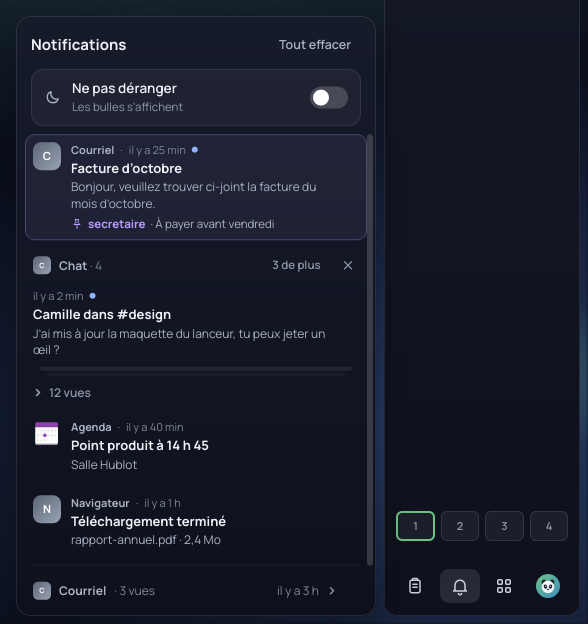 Notifications
Tout effacer
Ne pas déranger
Les bulles s'affichent
C
Courriel · il y a 25 min
Facture d'octobre
Bonjour, veuillez trouver ci-joint la facture du
mois d'octobre.
secretaire · À payer avant vendredi
C
Chat · 4
3 de plus
il y a 2 min
Camille dans #design
J'ai mis à jour la maquette du lanceur, tu peux jeter un
œil ?
12 vues
Agenda · il y a 40 min
Point produit à 14 h 45
Salle Hublot
N
Navigateur · il y a 1 h
Téléchargement terminé
rapport-annuel.pdf · 2,4 Mo
C
Courriel · 3 vues
il y a 3 h
1
2
3
4